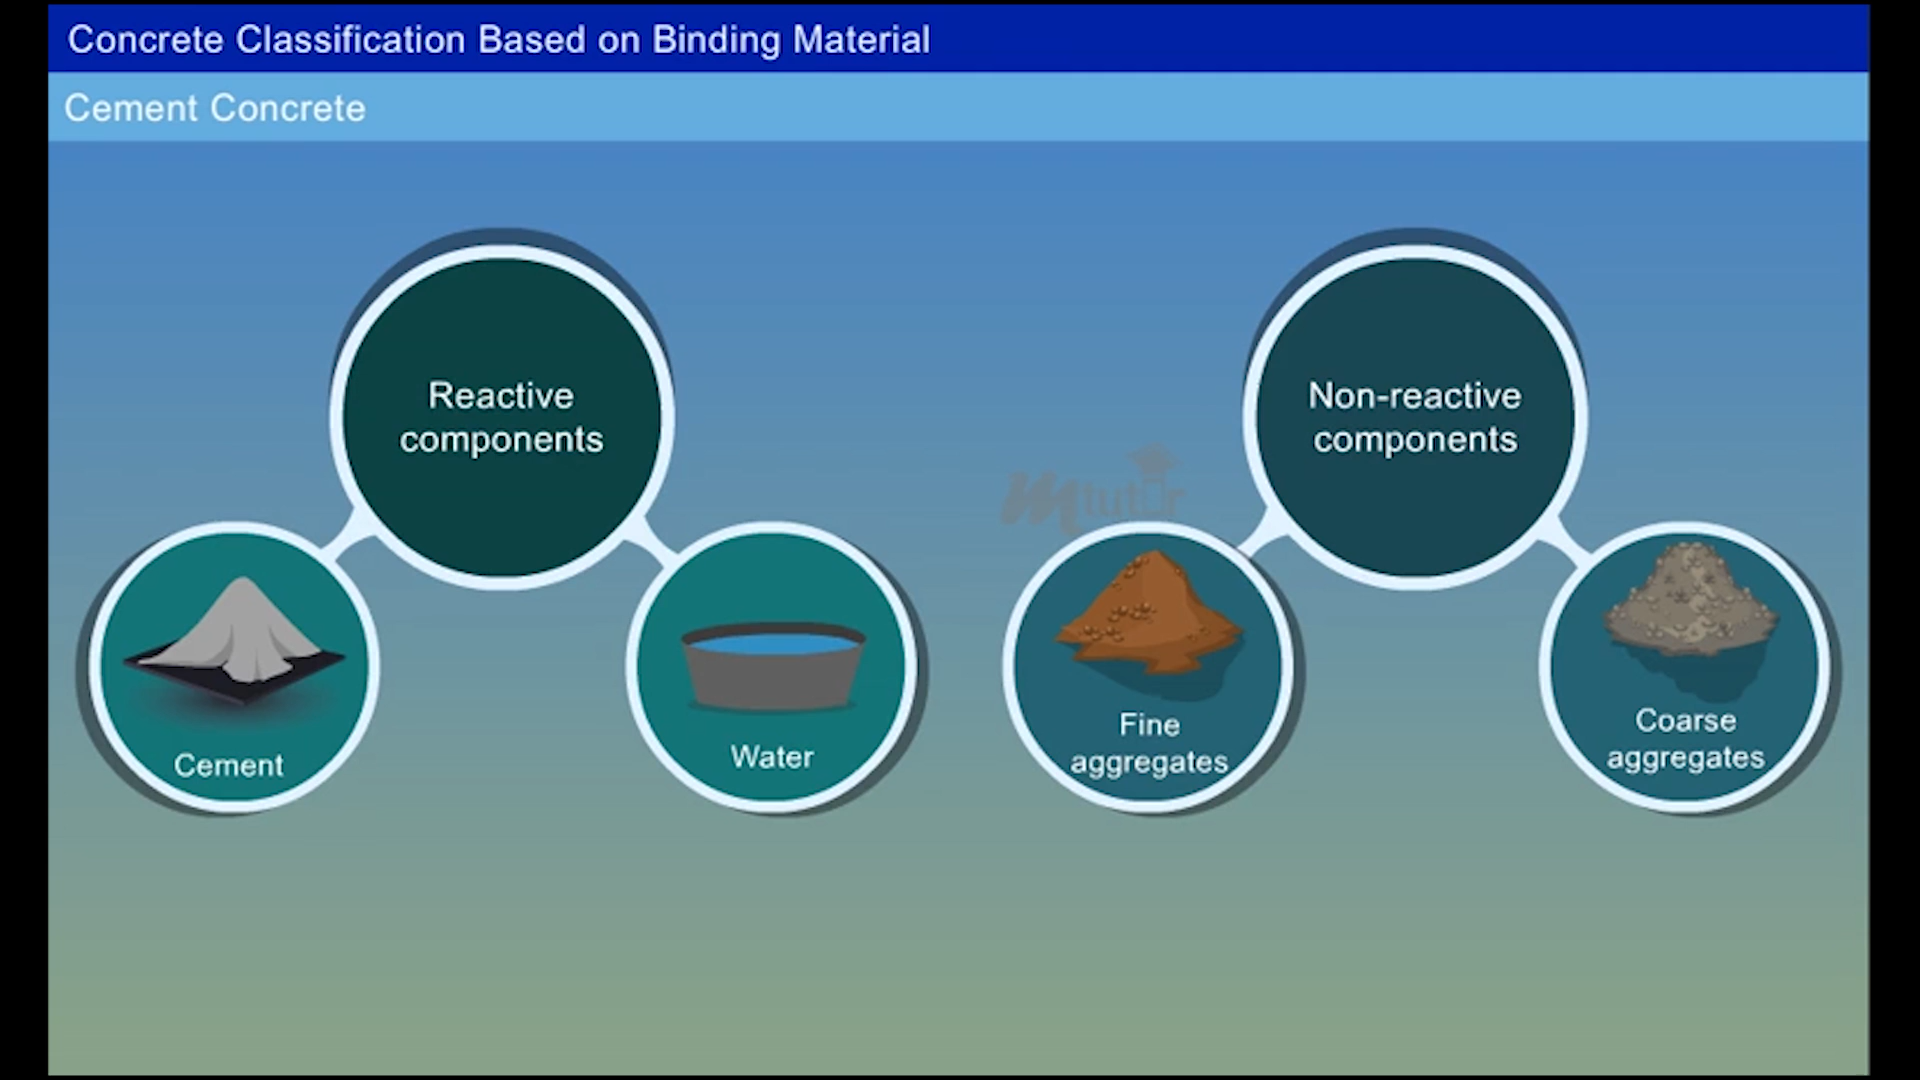 Concrete Classification Based on Binding Material
Cement Concrete
Reactive
components
Cement
Water
Non-reactive
components
mtutor
Fine
aggregates
Coarse
aggregates